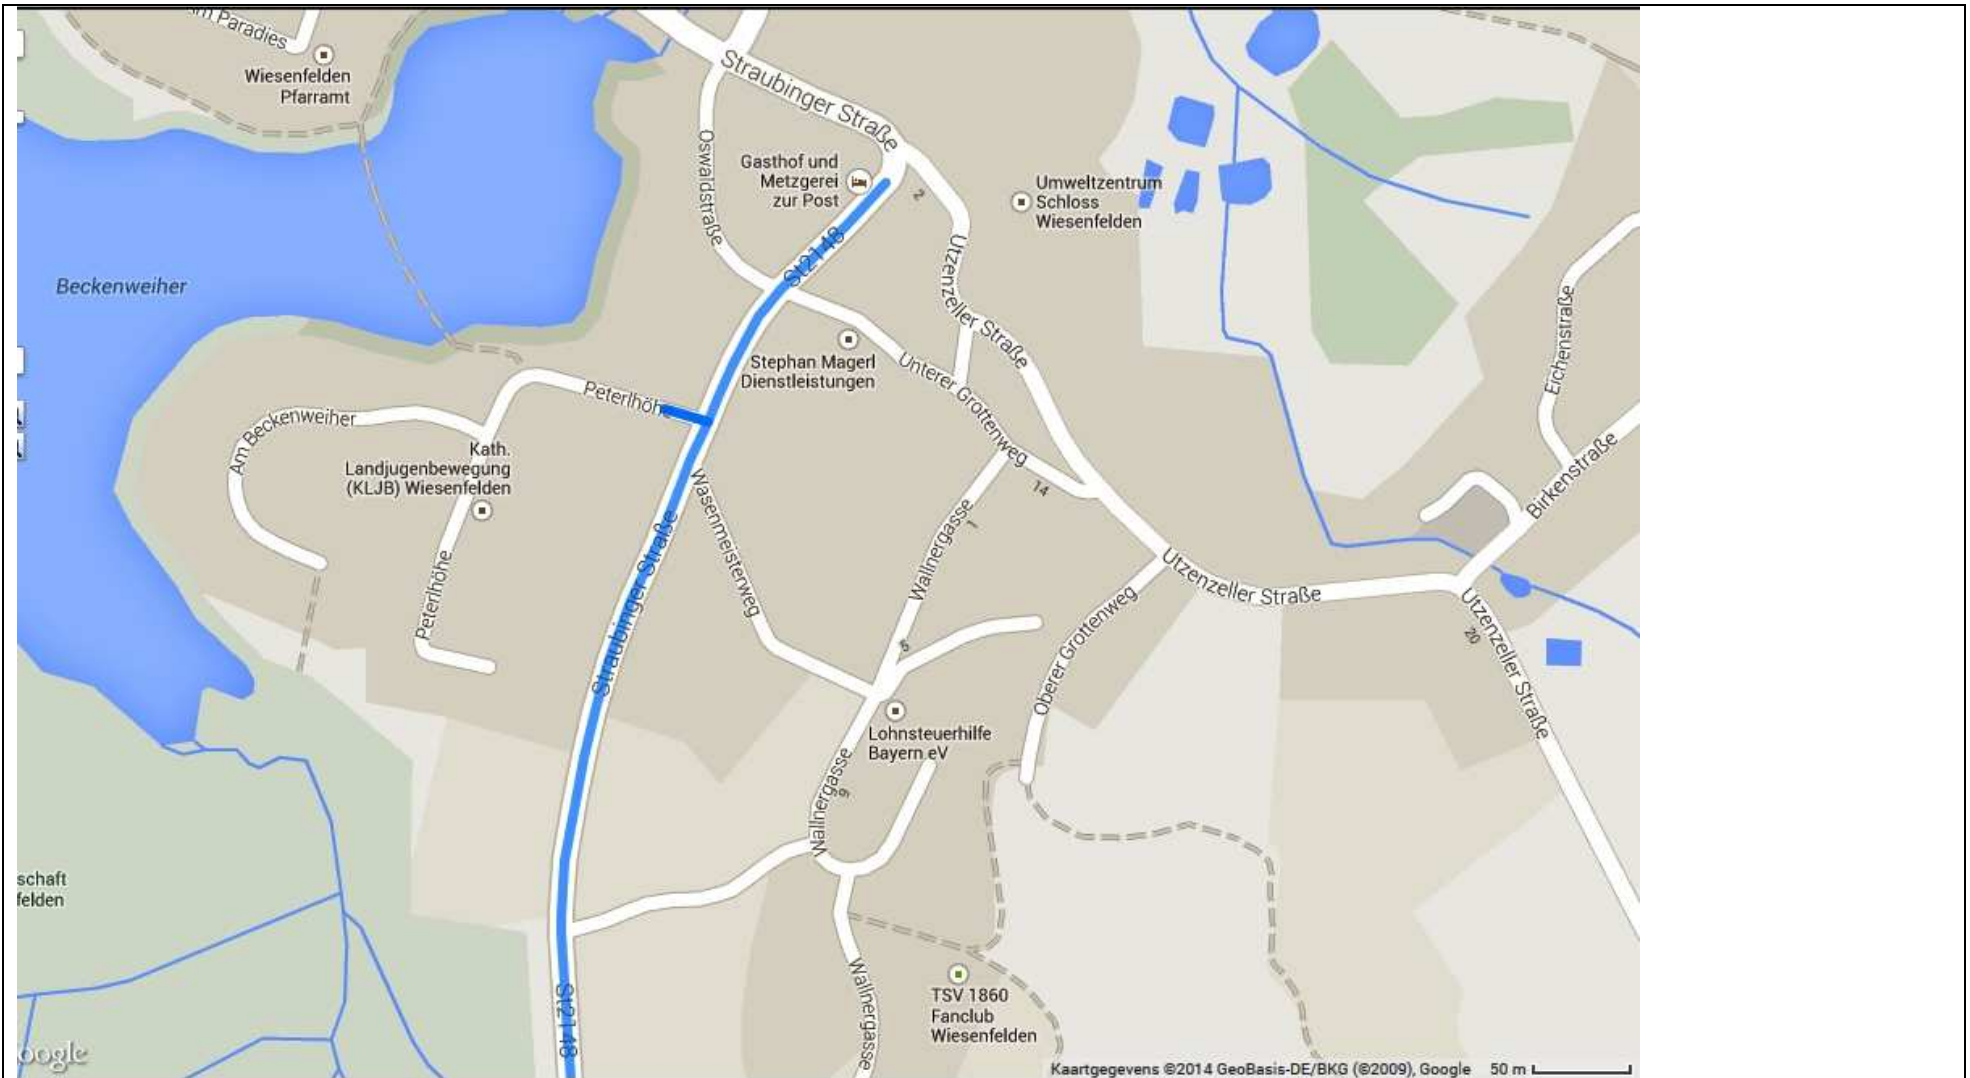 m Paradies
Wiesenfelden
Pfarramt
Straubinger Straße
Oswaldstraße
Gasthof und
Metzgerei
zur Post
2
Umweltzentrum
Schloss
Wiesenfelden
St2148
Utzenzeller Straße
Beckenweiher
Eichenstraße
Stephan Magerl
Dienstleistungen
Unterer Grottenweg
Peterlhöhe
Am Beckenweiher
Kath.
Landjugenbewegung
(KLJB) Wiesenfelden
14
Birkenstraße
Wasenmeisterweg
Wallnergasse
1
Straubinger Straße
Peterlhöhe
Utzenzeller Straße
Oberer Grottenweg
5
20
Utzenzeller Straße
Lohnsteuerhilfe
Bayern eV
Wallnergasse
9
schaft
felden
St2148
Wallnergasse
TSV 1860
Fanclub
Wiesenfelden
oogle
Kaartgegevens ©2014 GeoBasis-DE/BKG (©2009), Google 50 m